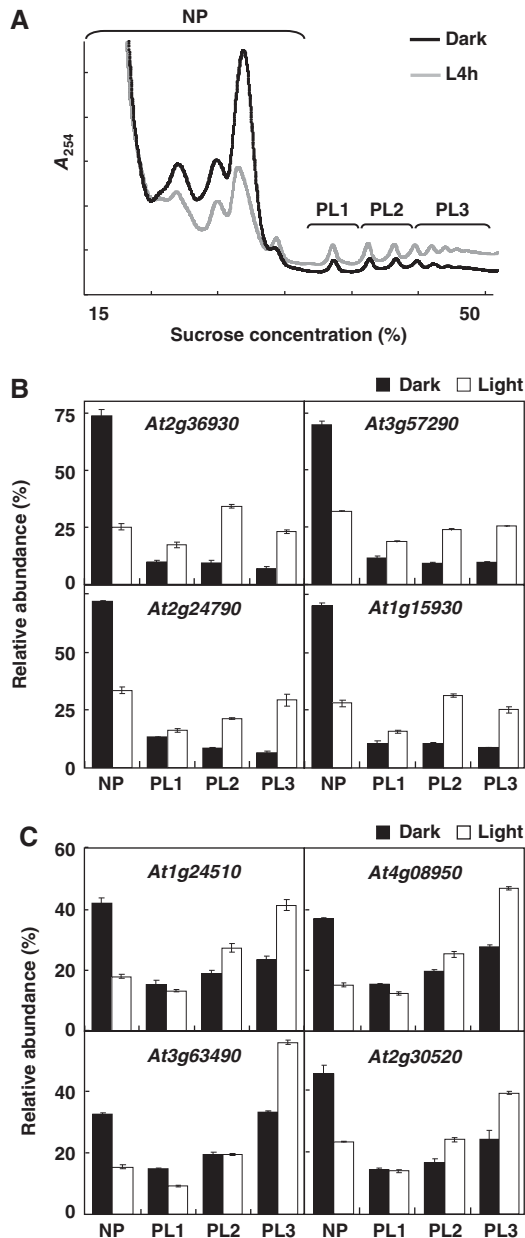 A
NP
Dark
L4h
A254
PL1 PL2 PL3
15 50
Sucrose concentration (%)
B
Dark Light
Relative abundance (%)
75
50
25
0
At2g36930
At3g57290
50
25
0
At2g24790
At1g15930
NP PL1 PL2 PL3 NP PL1 PL2 PL3
C
Dark Light
Relative abundance (%)
60
40
20
0
At1g24510
At4g08950
40
20
0
At3g63490
At2g30520
NP PL1 PL2 PL3 NP PL1 PL2 PL3